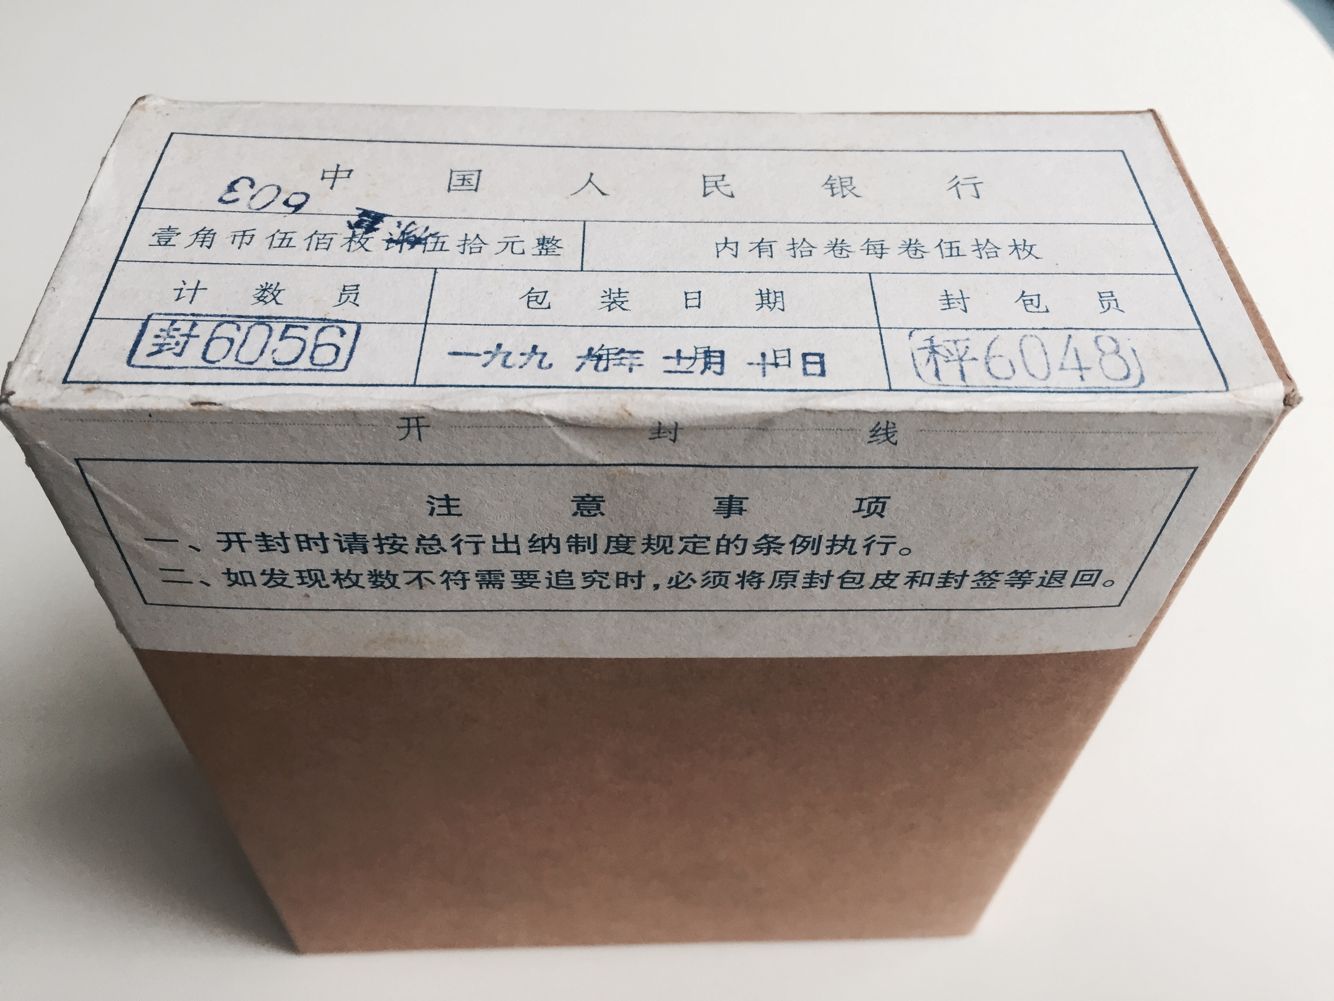 中国人民银行
603
壹角币伍佰枚计伍拾元整 内有拾卷每卷伍拾枚
计数员 包装日期 封包员
封6056 一九九九年十一月十日 秤6048
开封线
注意事项
一、开封时请按总行出纳制度规定的条例执行。
二、如发现枚数不符需要追究时,必须将原封包皮和封签等退回。